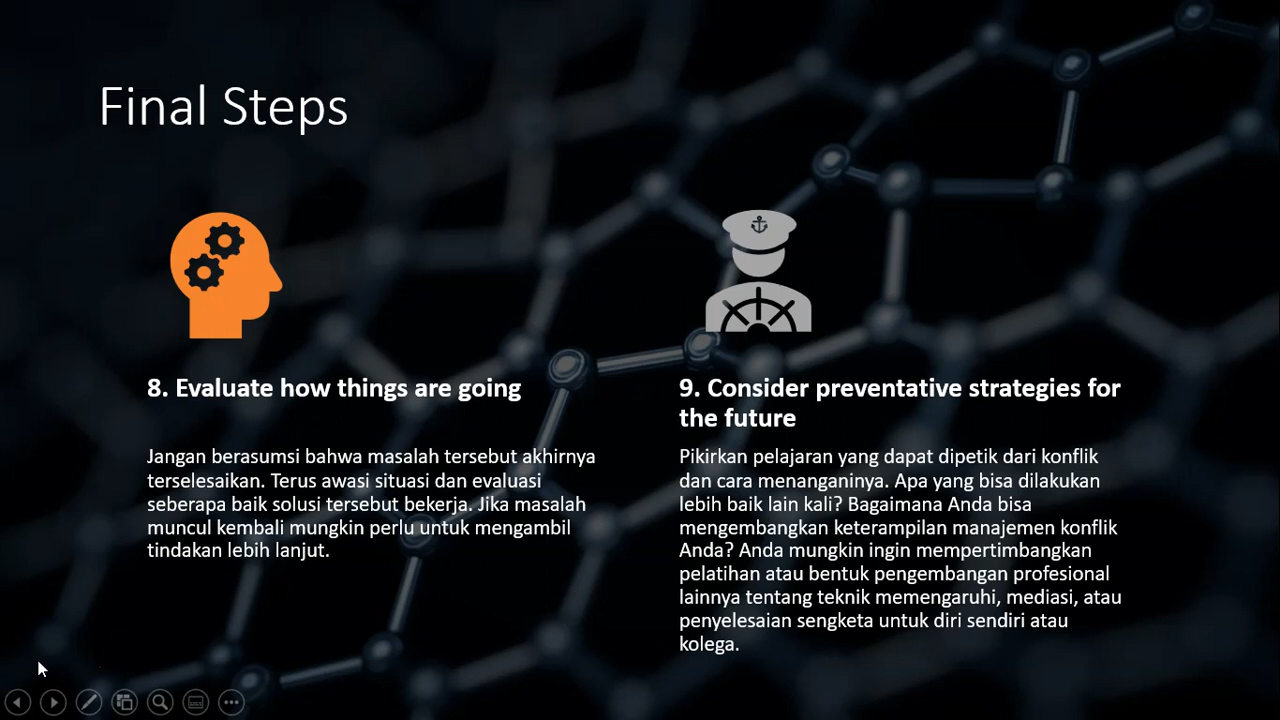 Final Steps
8. Evaluate how things are going
Jangan berasumsi bahwa masalah tersebut akhirnya
terselesaikan. Terus awasi situasi dan evaluasi
seberapa baik solusi tersebut bekerja. Jika masalah
muncul kembali mungkin perlu untuk mengambil
tindakan lebih lanjut.
9. Consider preventative strategies for
the future
Pikirkan pelajaran yang dapat dipetik dari konflik
dan cara menanganinya. Apa yang bisa dilakukan
lebih baik lain kali? Bagaimana Anda bisa
mengembangkan keterampilan manajemen konflik
Anda? Anda mungkin ingin mempertimbangkan
pelatihan atau bentuk pengembangan profesional
lainnya tentang teknik memengaruhi, mediasi, atau
penyelesaian sengketa untuk diri sendiri atau
kolega.